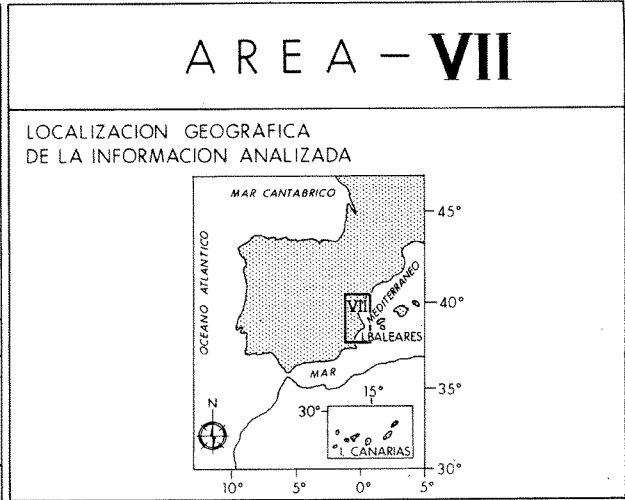 AREA - VII
LOCALIZACION GEOGRAFICA
DE LA INFORMACION ANALIZADA
MAR CANTABRICO
OCEANO ATLANTICO
MEDITERRANEO
VII
I.BALEARES
MAR
45°
40°
35°
30°
15°
30°
I. CANARIAS
N
10°
5°
0°
5°